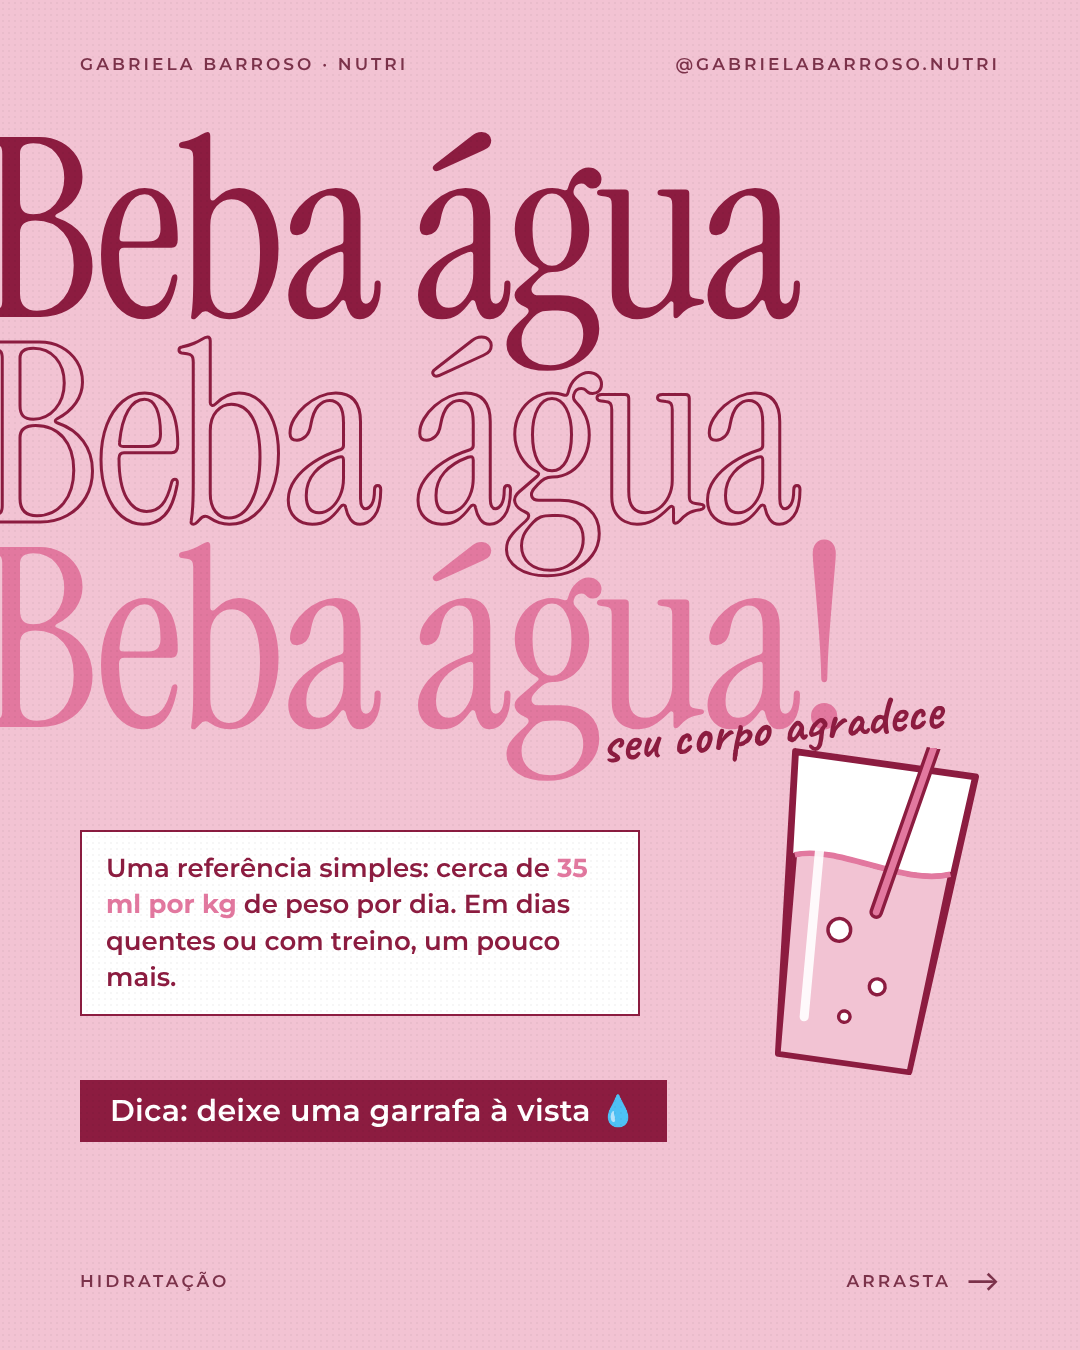 GABRIELA BARROSO · NUTRI
@GABRIELABARROSO.NUTRI
Beba água
Beba água
Beba água!
seu corpo agradece
Uma referência simples: cerca de 35
ml por kg de peso por dia. Em dias
quentes ou com treino, um pouco
mais.
Dica: deixe uma garrafa à vista 💧
HIDRATAÇÃO
ARRASTA →